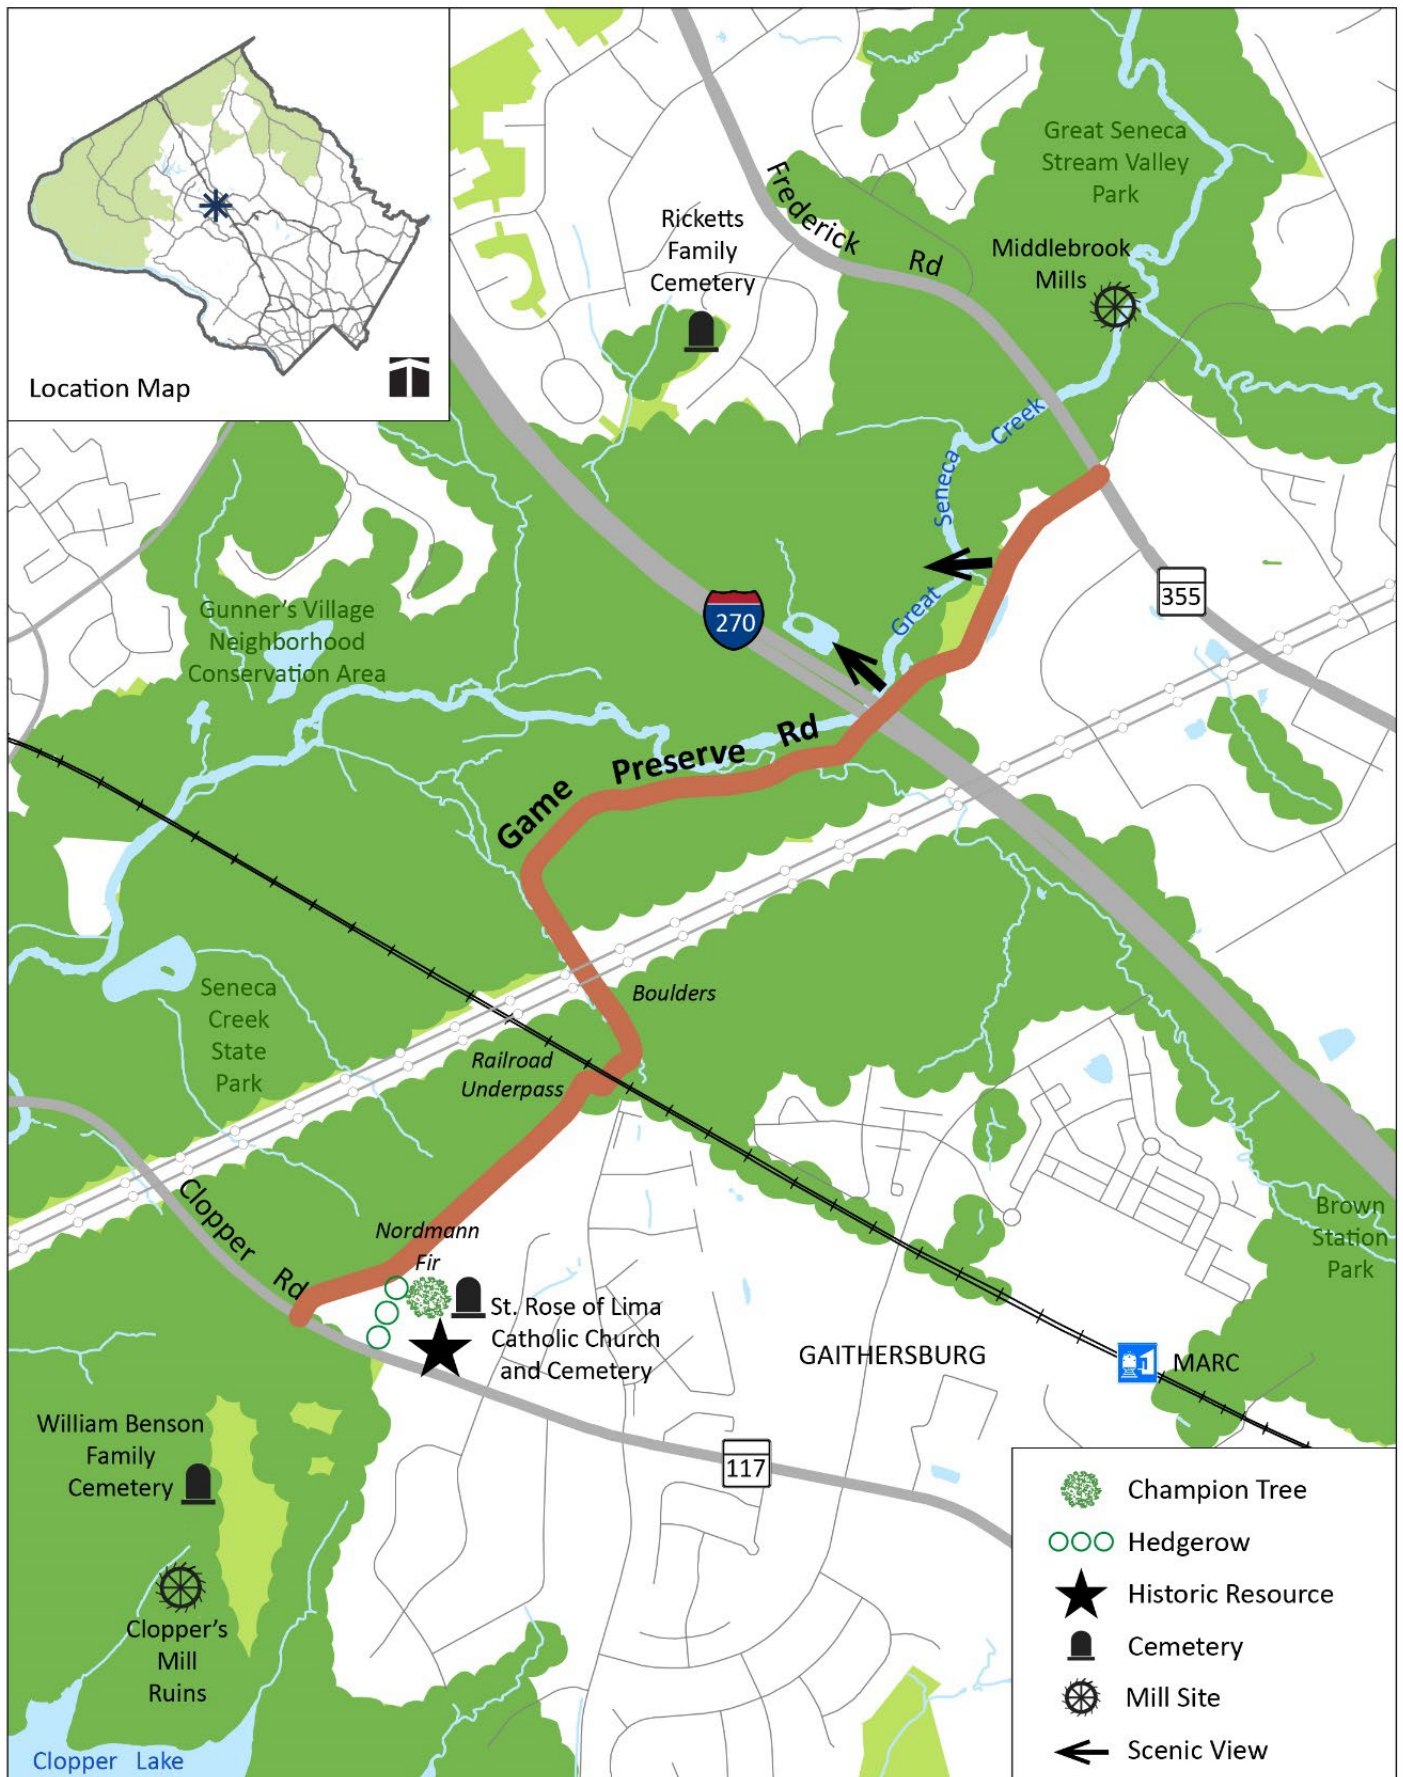 Location Map
Great Seneca
Stream Valley
Park
Frederick Rd
Ricketts
Family
Cemetery
Middlebrook
Mills
Great Seneca Creek
355
270
Gunner's Village
Neighborhood
Conservation Area
Game Preserve Rd
Seneca
Creek
State
Park
Boulders
Railroad
Underpass
Clopper Rd
Nordmann
Fir
St. Rose of Lima
Catholic Church
and Cemetery
Brown
Station
Park
GAITHERSBURG
MARC
William Benson
Family
Cemetery
117
Clopper's
Mill
Ruins
Clopper Lake
Champion Tree
Hedgerow
Historic Resource
Cemetery
Mill Site
Scenic View